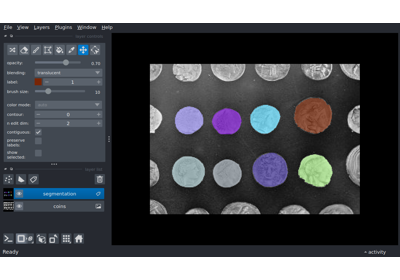 File View Layers Plugins Window Help
opacity: 0.70
blending: translucent
label: 1
brush size: 10
color mode:
contour: 0
n edit dim: 2
contiguous:
preserve
labels:
show
selected:
segmentation
coins
Ready
activity